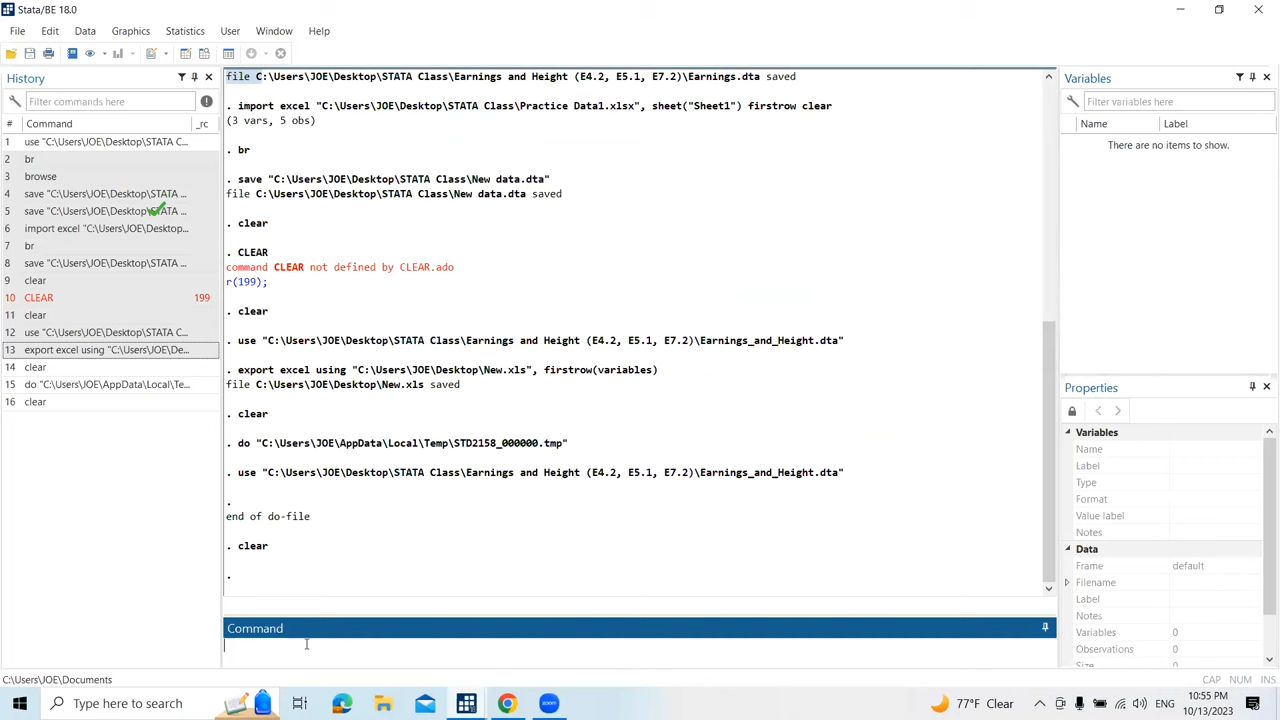 Stata/BE 18.0
File Edit Data Graphics Statistics User Window Help
History
Filter commands here
# Command _rc
1 use "C:\Users\JOE\Desktop\STATA C...
2 br
3 browse
4 save "C:\Users\JOE\Desktop\STATA ...
5 save "C:\Users\JOE\Desktop\STATA ...
6 import excel "C:\Users\JOE\Desktop...
7 br
8 save "C:\Users\JOE\Desktop\STATA ...
9 clear
10 CLEAR 199
11 clear
12 use "C:\Users\JOE\Desktop\STATA C...
13 export excel using "C:\Users\JOE\De...
14 clear
15 do "C:\Users\JOE\AppData\Local\Te...
16 clear
file C:\Users\JOE\Desktop\STATA Class\Earnings and Height (E4.2, E5.1, E7.2)\Earnings.dta saved
. import excel "C:\Users\JOE\Desktop\STATA Class\Practice Data1.xlsx", sheet("Sheet1") firstrow clear
(3 vars, 5 obs)
. br
. save "C:\Users\JOE\Desktop\STATA Class\New data.dta"
file C:\Users\JOE\Desktop\STATA Class\New data.dta saved
. clear
. CLEAR
command CLEAR not defined by CLEAR.ado
r(199);
. clear
. use "C:\Users\JOE\Desktop\STATA Class\Earnings and Height (E4.2, E5.1, E7.2)\Earnings_and_Height.dta"
. export excel using "C:\Users\JOE\Desktop\New.xls", firstrow(variables)
file C:\Users\JOE\Desktop\New.xls saved
. clear
. do "C:\Users\JOE\AppData\Local\Temp\STD2158_000000.tmp"
. use "C:\Users\JOE\Desktop\STATA Class\Earnings and Height (E4.2, E5.1, E7.2)\Earnings_and_Height.dta"
.
end of do-file
. clear
.
Command
Variables
Filter variables here
Name Label
There are no items to show.
Properties
Variables
Name
Label
Type
Format
Value label
Notes
Data
Frame default
Filename
Label
Notes
Variables 0
Observations 0
Size
C:\Users\JOE\Documents
CAP NUM INS
Type here to search
zoom
77°F Clear
ENG
10:55 PM
10/13/2023